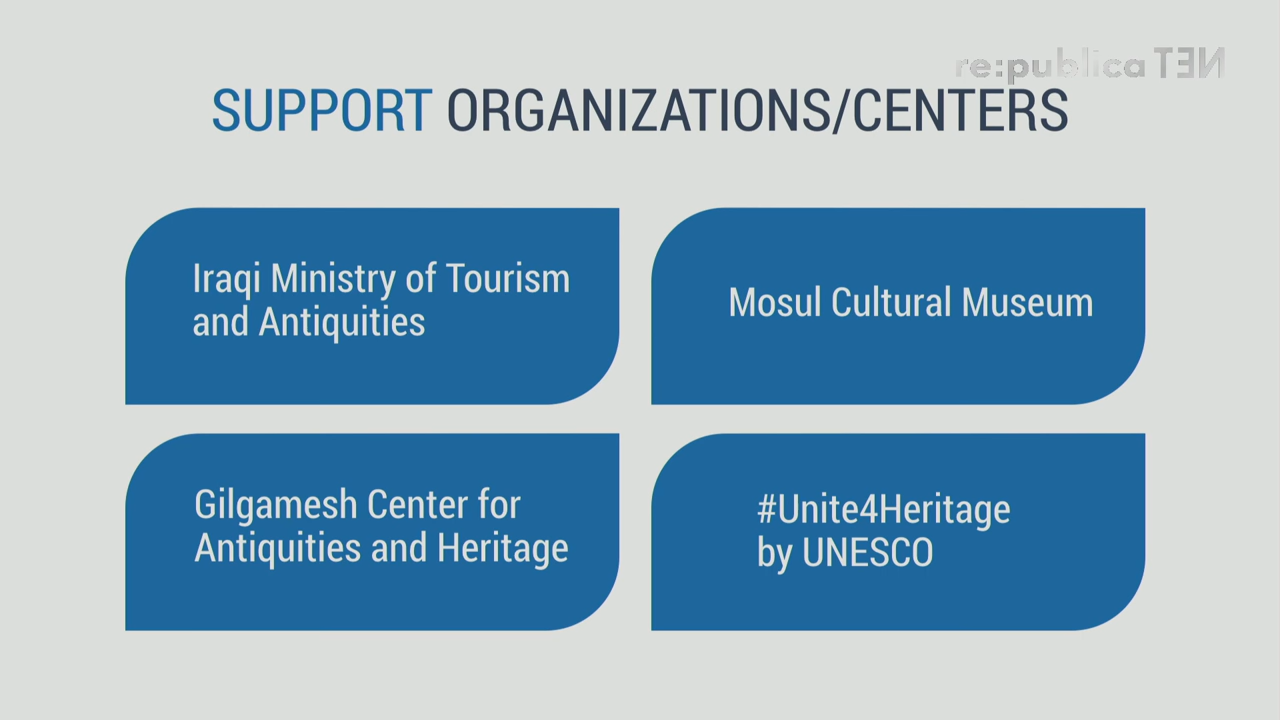 re:publica TEN
SUPPORT ORGANIZATIONS/CENTERS
Iraqi Ministry of Tourism
and Antiquities
Mosul Cultural Museum
Gilgamesh Center for
Antiquities and Heritage
#Unite4Heritage
by UNESCO